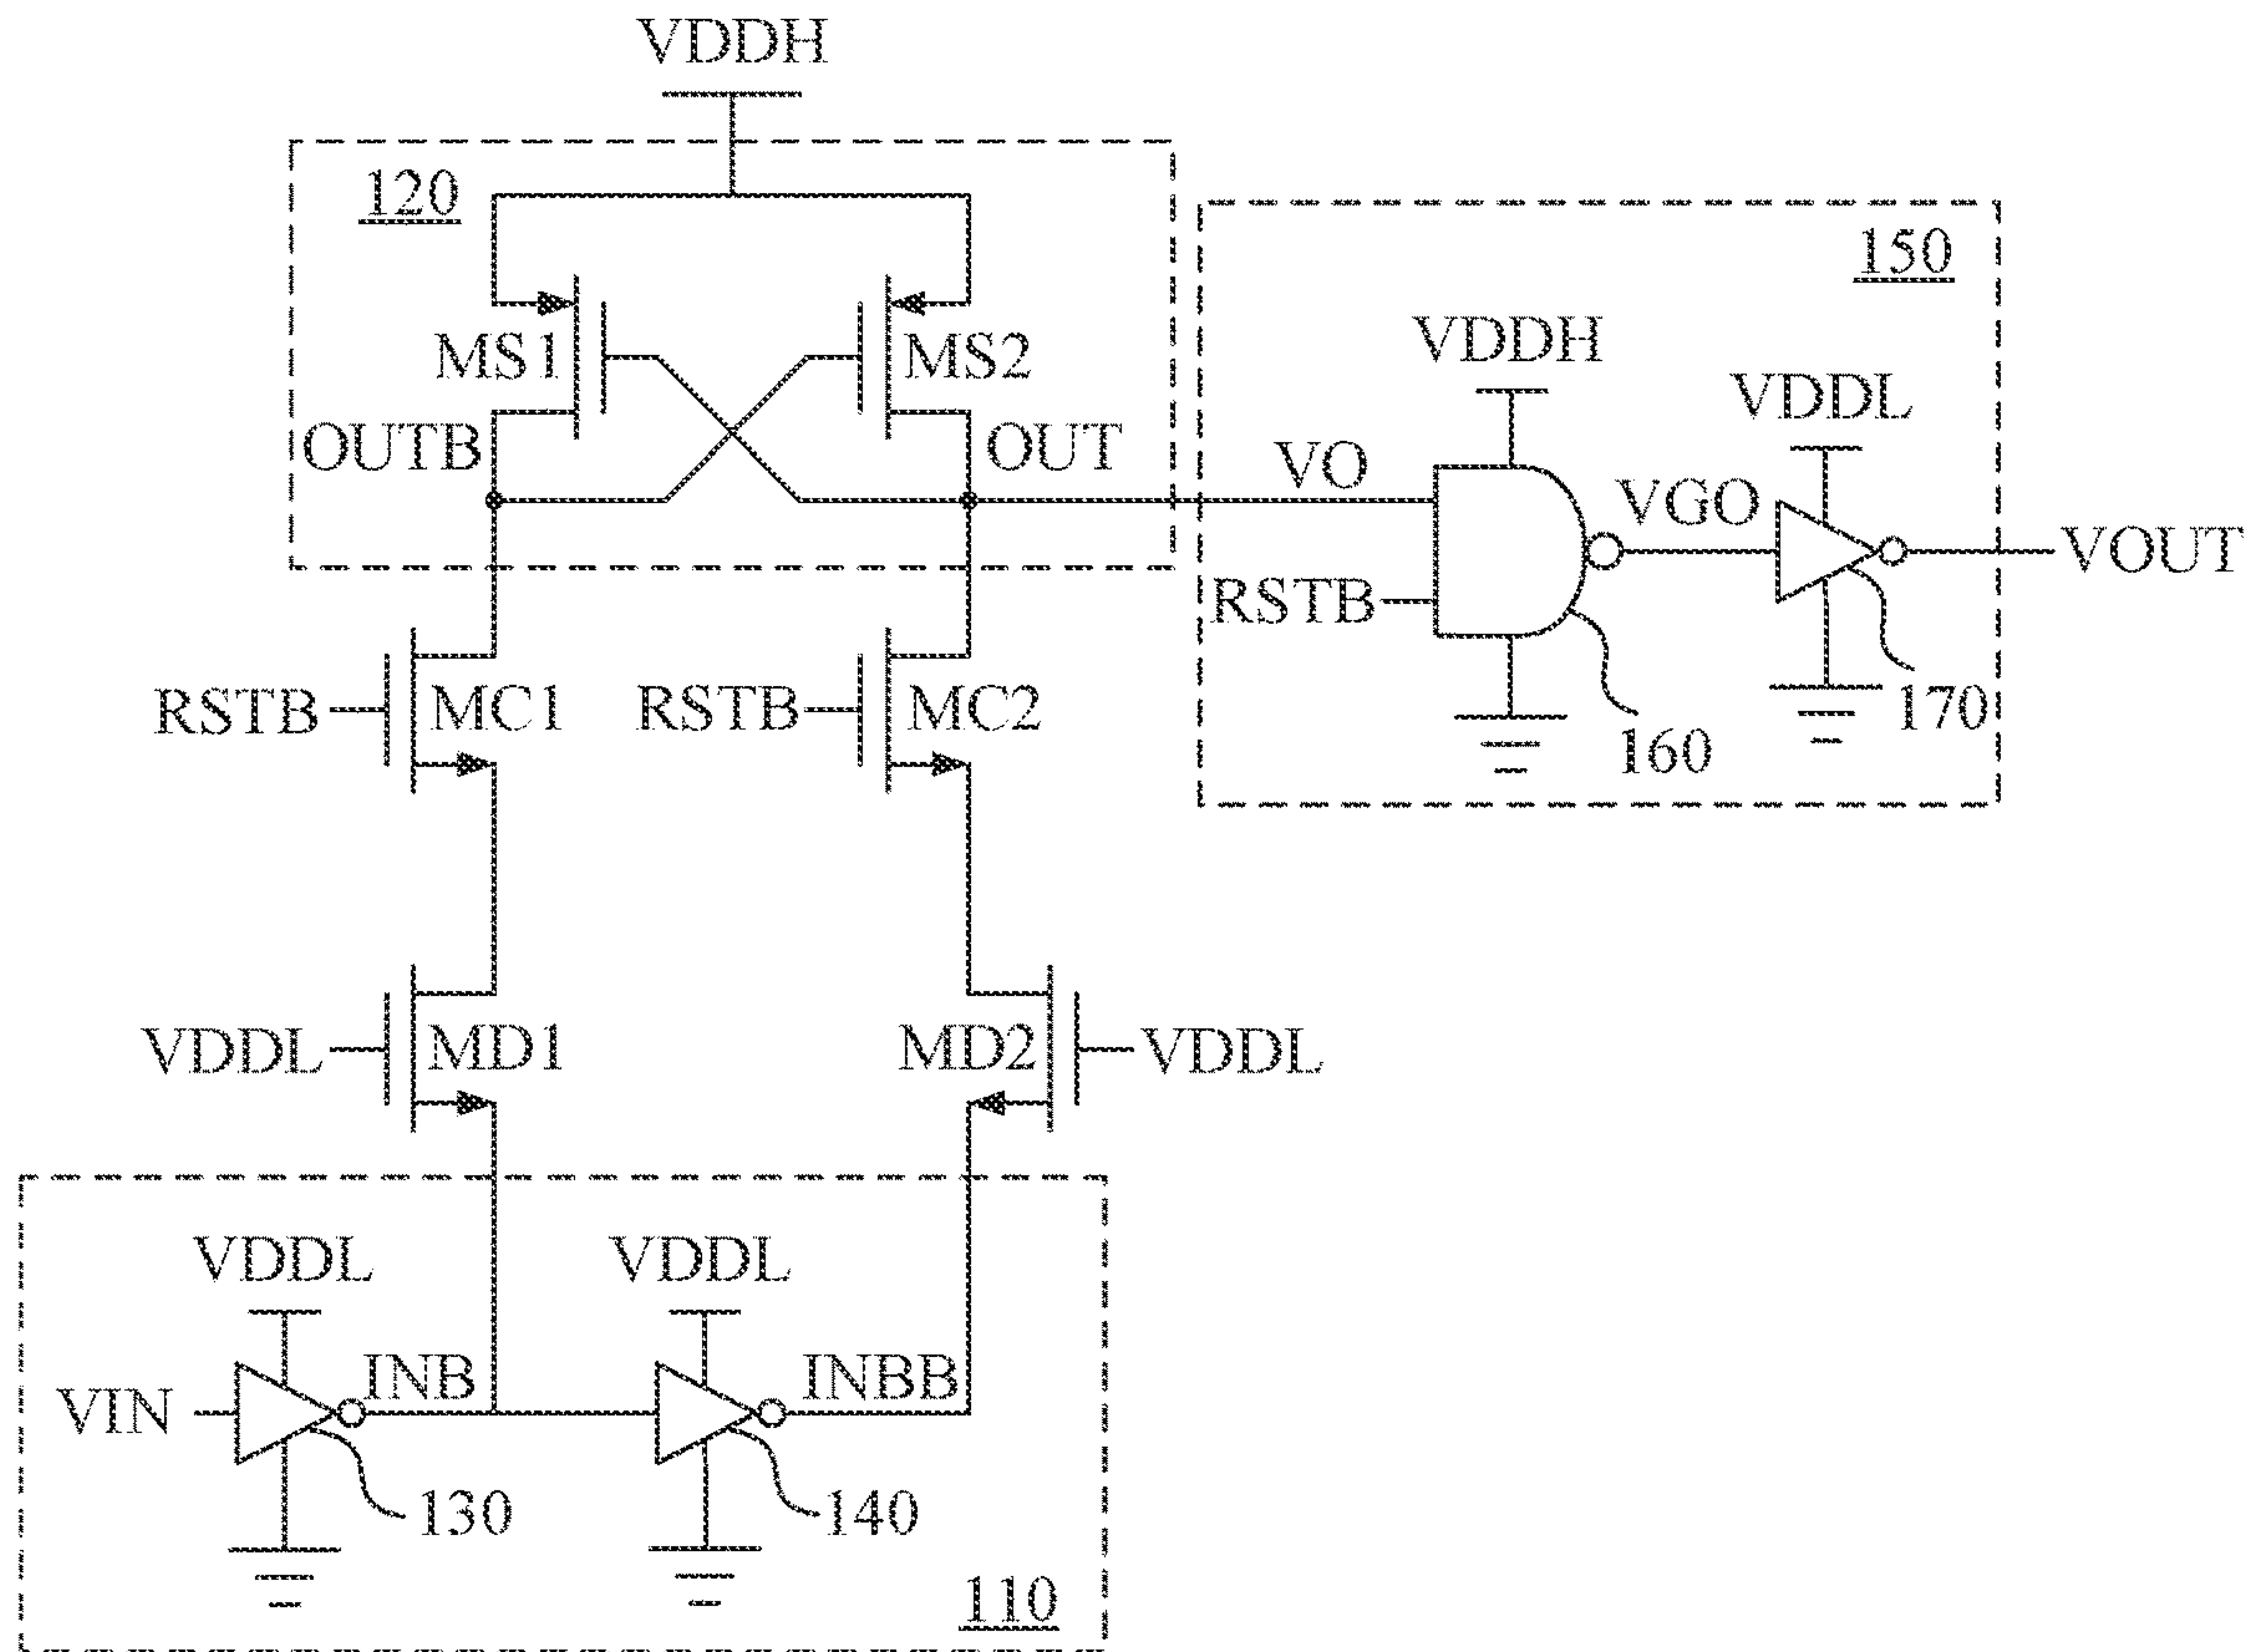 VDDH
120
150
MS1
MS2
VDDH
VDDL
OUTB
OUT
VO
VGO
VOUT
RSTB
RSTB
MC1
RSTB
MC2
160
170
VDDL
MD1
MD2
VDDL
VDDL
VDDL
VIN
INB
INBB
130
140
110